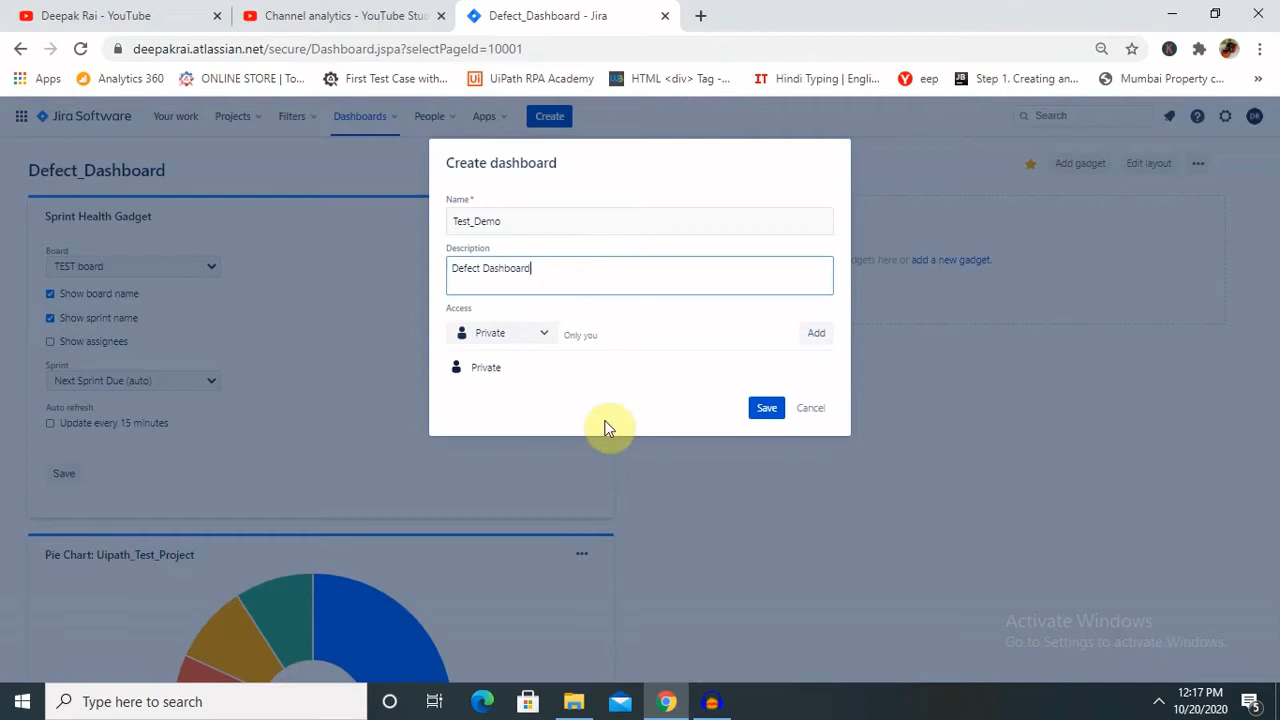 Deepak Rai - YouTube
Channel analytics - YouTube Stu
Defect_Dashboard - Jira
deepakrai.atlassian.net/secure/Dashboard.jspa?selectPageId=10001
Apps
Analytics 360
ONLINE STORE | To...
First Test Case with...
UiPath RPA Academy
HTML <div> Tag -...
Hindi Typing | Engli...
eep
Step 1. Creating an...
Mumbai Property c...
Jira Software
Your work
Projects
Filters
Dashboards
People
Apps
Create
Search
DR
Defect_Dashboard
Add gadget
Edit layout
Create dashboard
Name*
Test_Demo
Description
Defect Dashboard
Access
Private
Only you
Add
Private
Save
Cancel
Sprint Health Gadget
Board
TEST board
Show board name
Show sprint name
Show assignees
Sprint
Next Sprint Due (auto)
Auto refresh
Update every 15 minutes
Save
gets here or add a new gadget.
Pie Chart: Uipath_Test_Project
Activate Windows
Go to Settings to activate Windows.
Type here to search
12:17 PM
10/20/2020
5